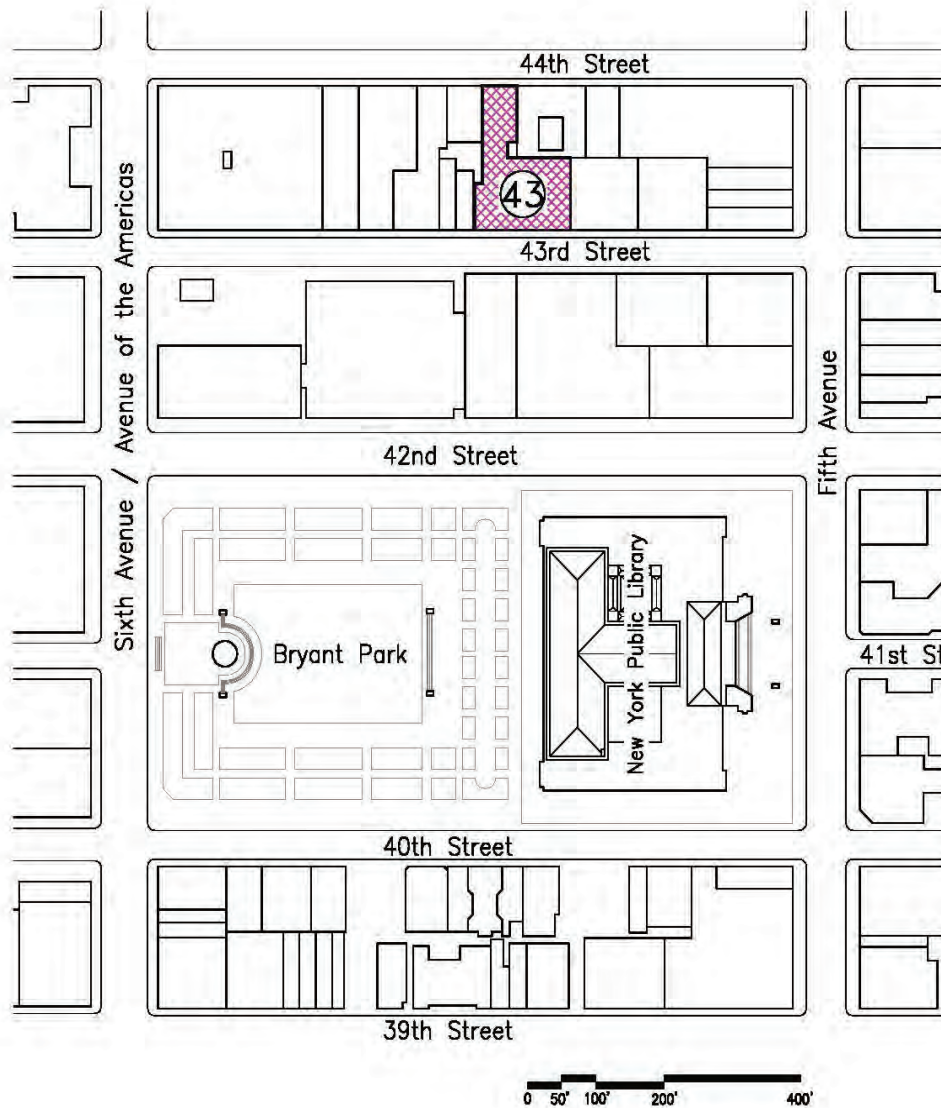 44th Street
43
43rd Street
Sixth Avenue / Avenue of the Americas
Fifth Avenue
42nd Street
Bryant Park
New York Public Library
41st St
40th Street
39th Street
0 50' 100' 200' 400'